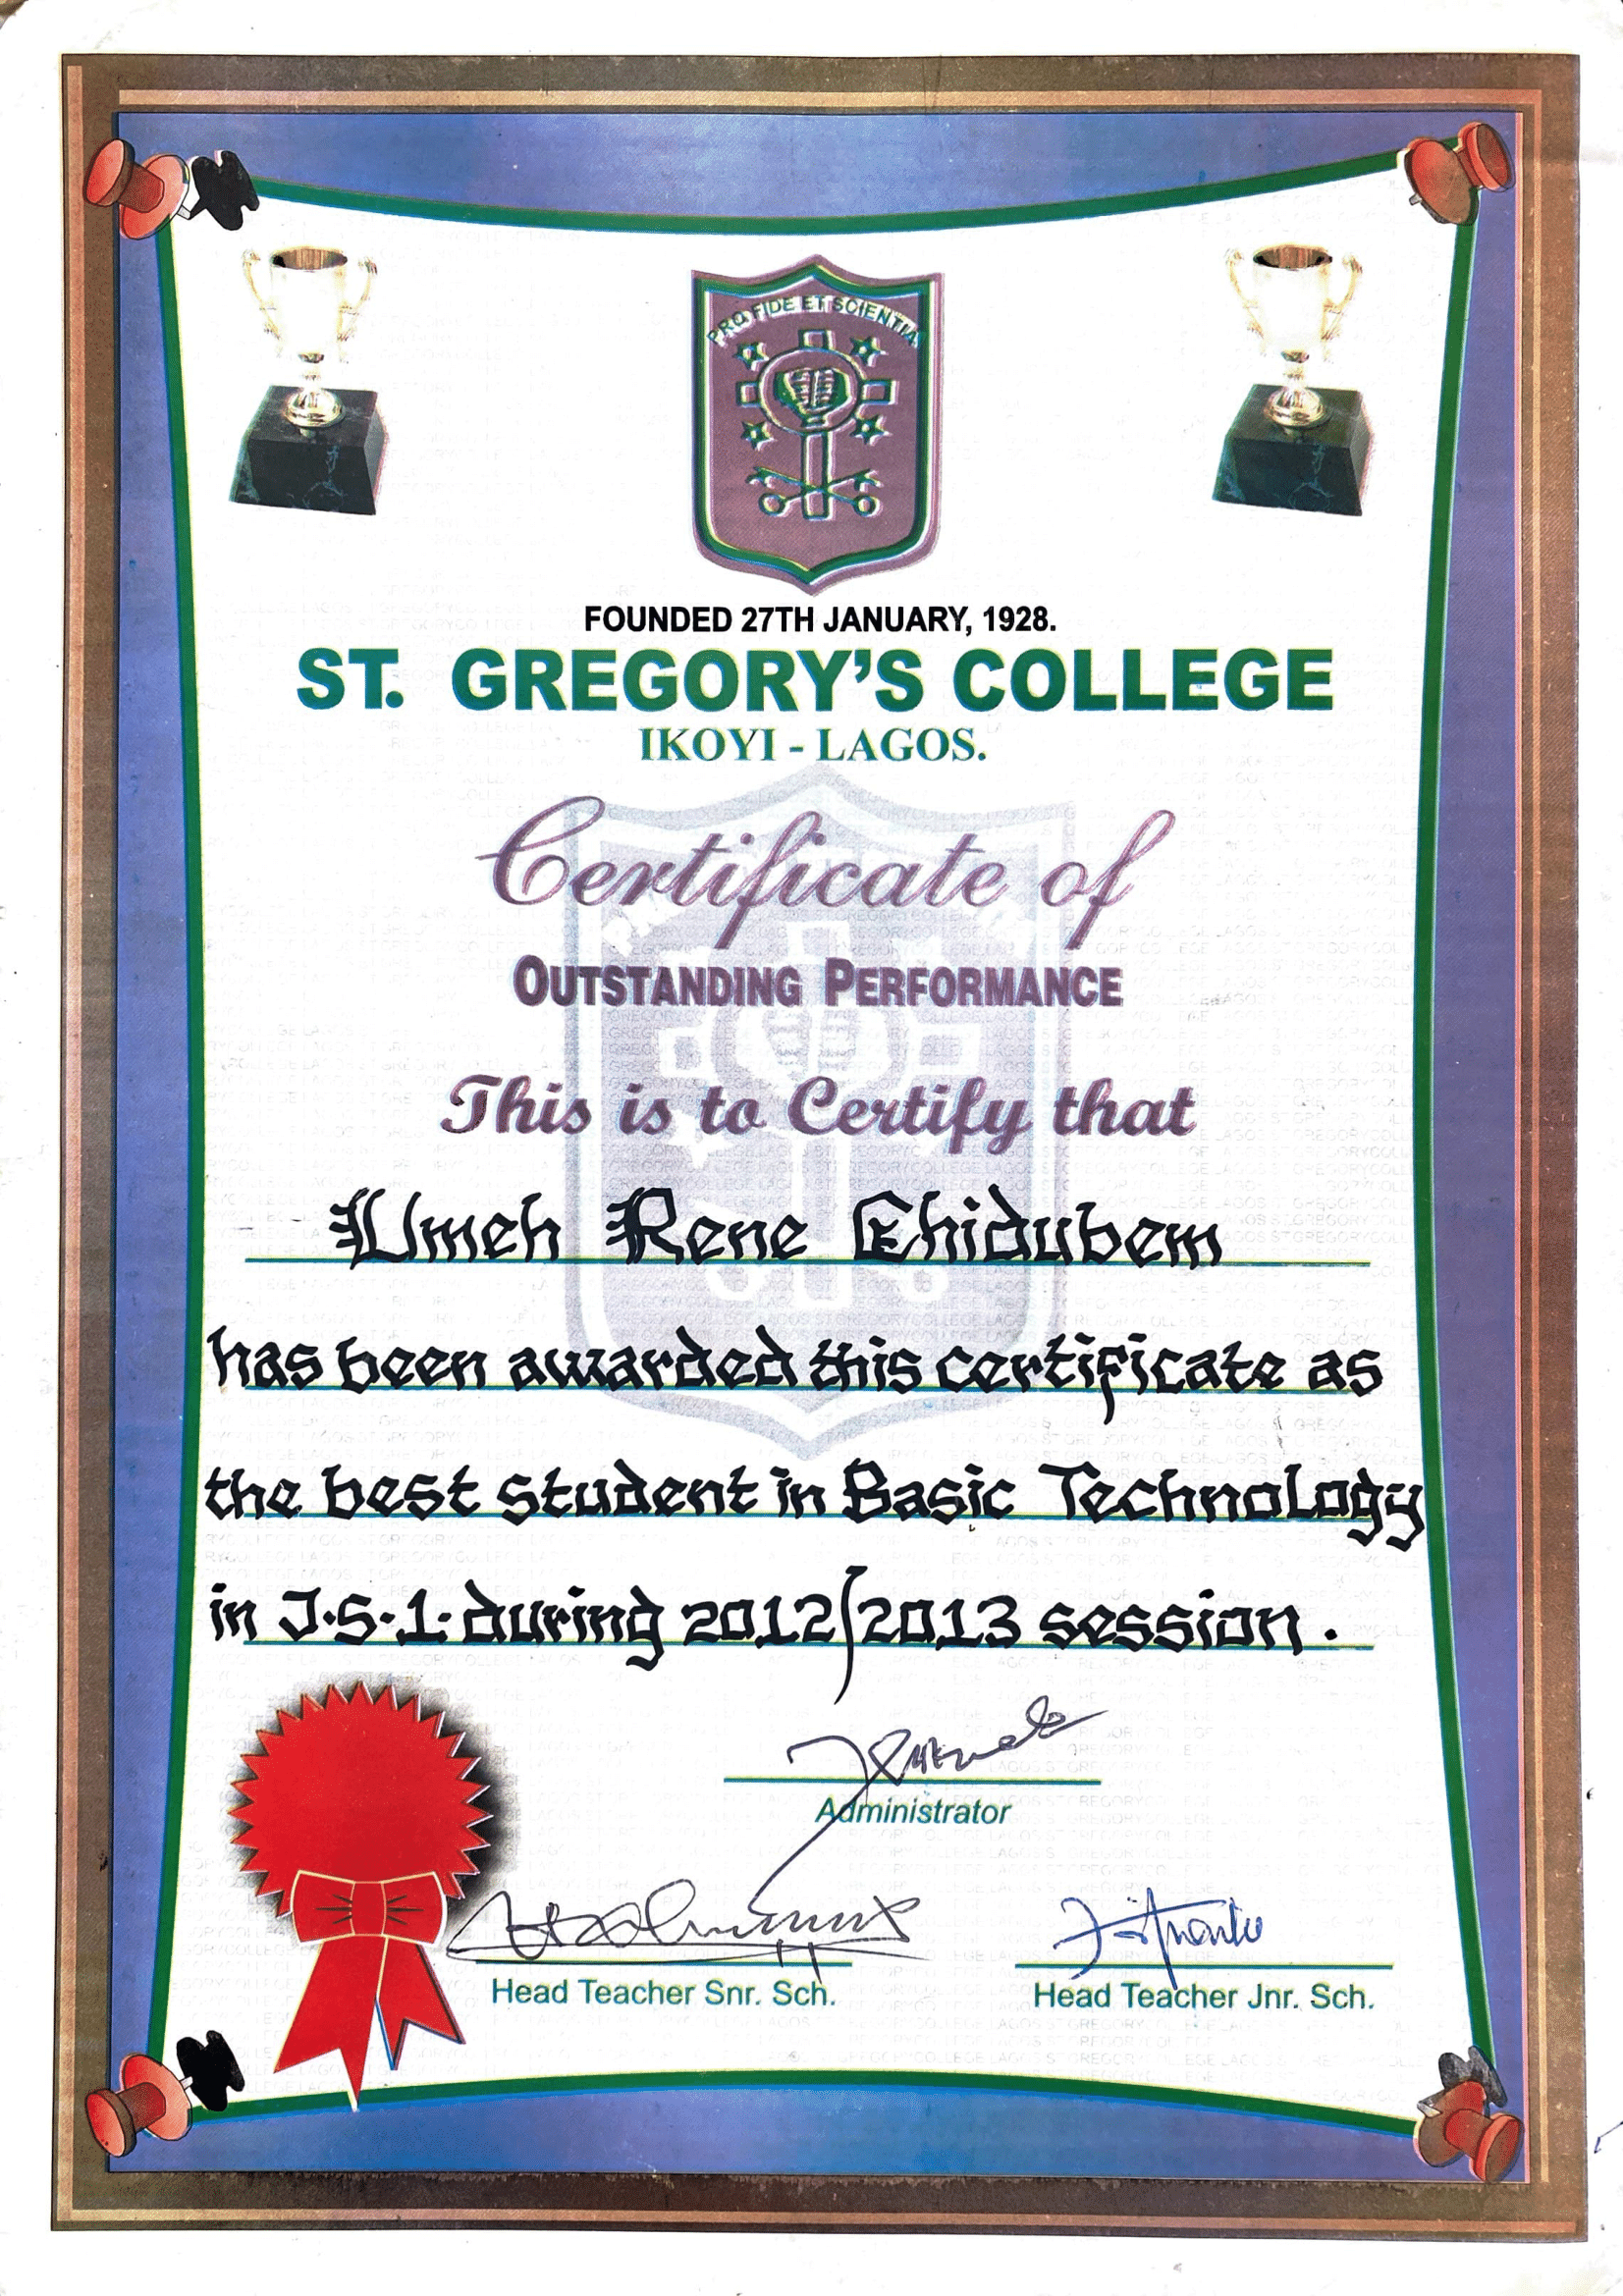 PRO FIDE ET SCIENTIA
FOUNDED 27TH JANUARY, 1928.
ST. GREGORY'S COLLEGE
IKOYI - LAGOS.
Certificate of
OUTSTANDING PERFORMANCE
This is to Certify that
Umeh Rene Chidubem
has been awarded this certificate as
the best student in Basic Technology
in J.S.1. during 2012/2013 session.
Administrator
Head Teacher Snr. Sch.
Head Teacher Jnr. Sch.